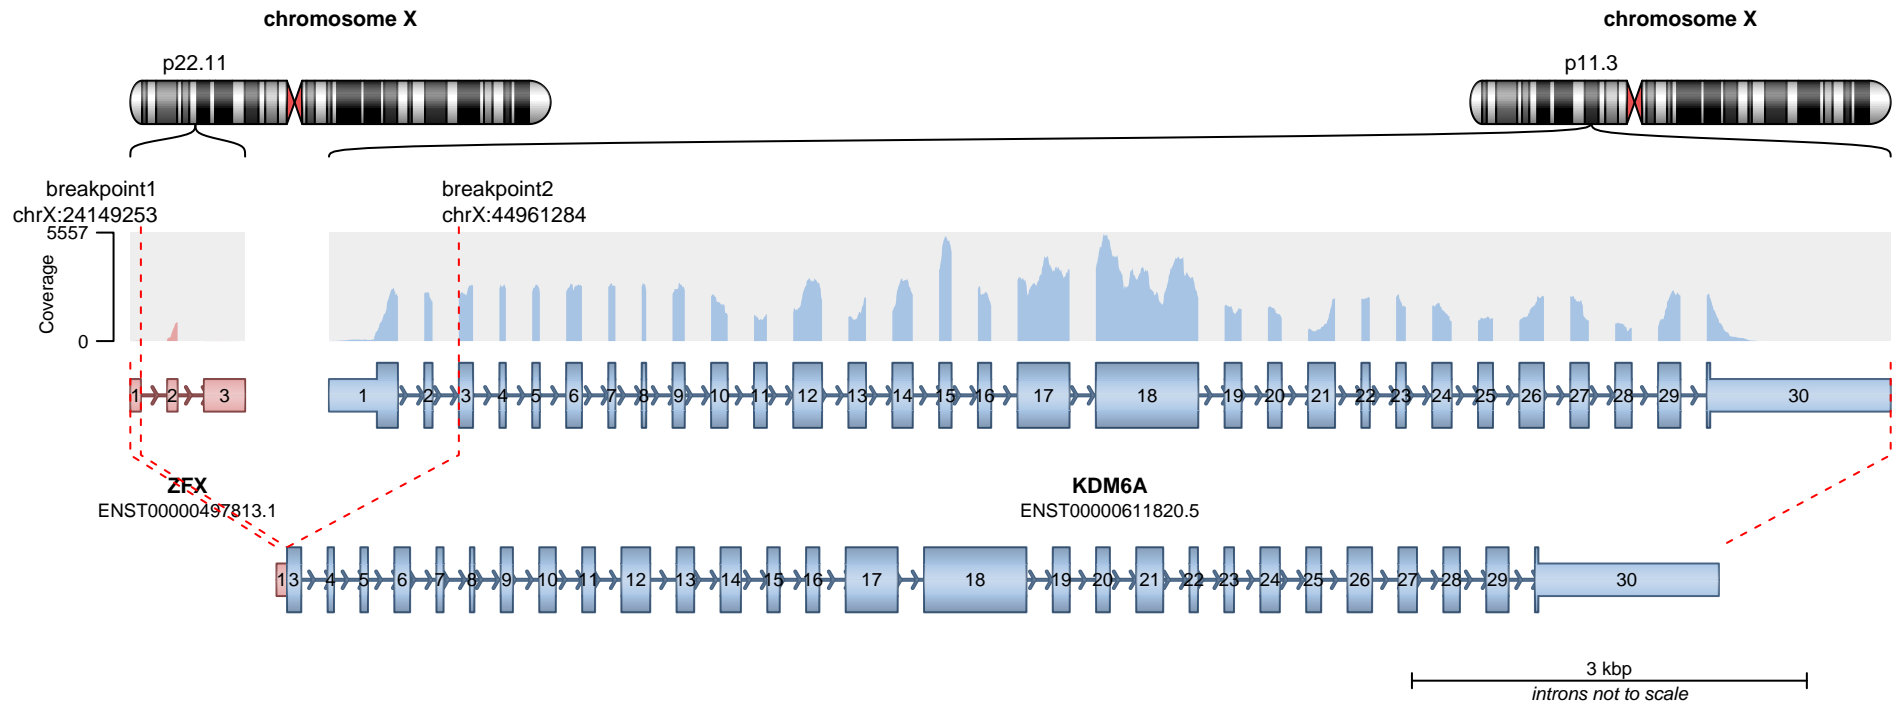 chromosome X
chromosome X
p22.11
p11.3
breakpoint1
chrX:24149253
breakpoint2
chrX:44961284
5557
Coverage
0
1 2 3
1 2 3 4 5 6 7 8 9 10 11 12 13 14 15 16 17 18 19 20 21 22 23 24 25 26 27 28 29 30
ZFX
ENST00000497813.1
KDM6A
ENST00000611820.5
1 3 4 5 6 7 8 9 10 11 12 13 14 15 16 17 18 19 20 21 22 23 24 25 26 27 28 29 30
3 kbp
introns not to scale